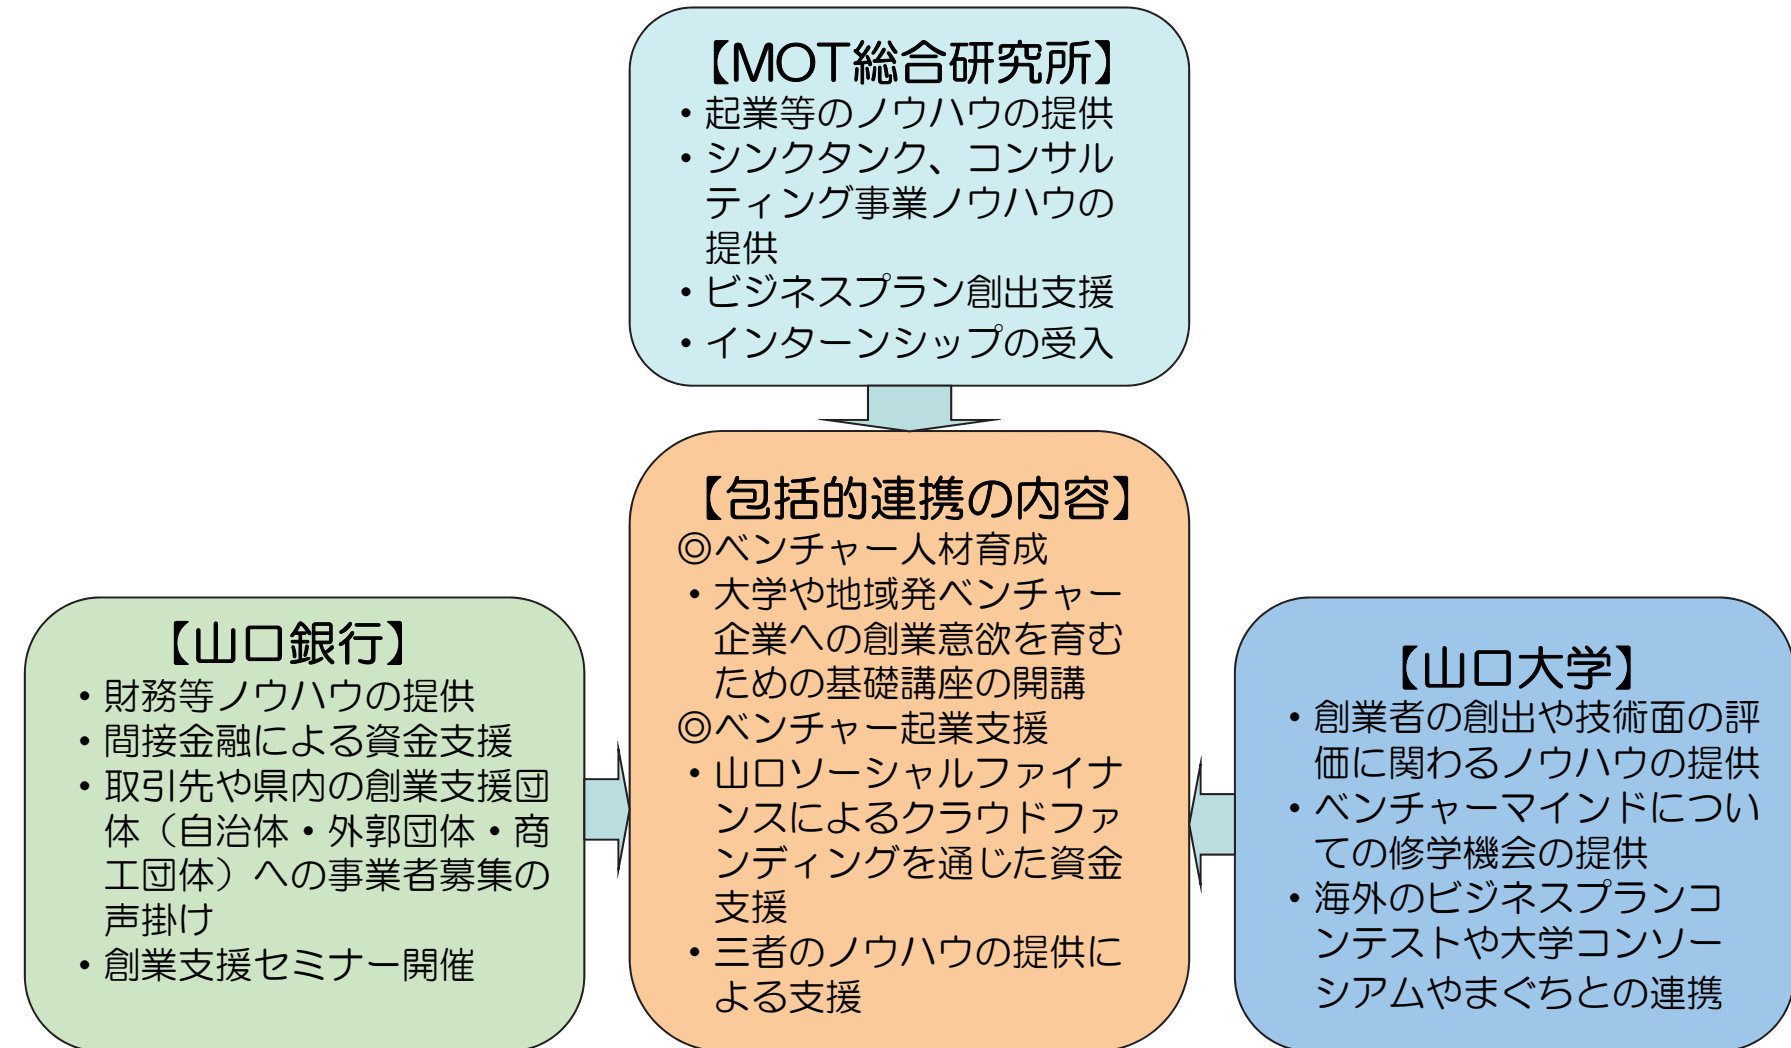 【MOT総合研究所】
・起業等のノウハウの提供
・シンクタンク、コンサル
ティング事業ノウハウの
提供
・ビジネスプラン創出支援
・インターンシップの受入
【包括的連携の内容】
◎ベンチャー人材育成
・大学や地域発ベンチャー
企業への創業意欲を育む
ための基礎講座の開講
◎ベンチャー起業支援
・山口ソーシャルファイナ
ンスによるクラウドファ
ンディングを通じた資金
支援
・三者のノウハウの提供に
よる支援
【山口銀行】
・財務等ノウハウの提供
・間接金融による資金支援
・取引先や県内の創業支援団
体（自治体・外郭団体・商
工団体）への事業者募集の
声掛け
・創業支援セミナー開催
【山口大学】
・創業者の創出や技術面の評
価に関わるノウハウの提供
・ベンチャーマインドについ
ての修学機会の提供
・海外のビジネスプランコ
ンテストや大学コンソー
シアムやまぐちとの連携